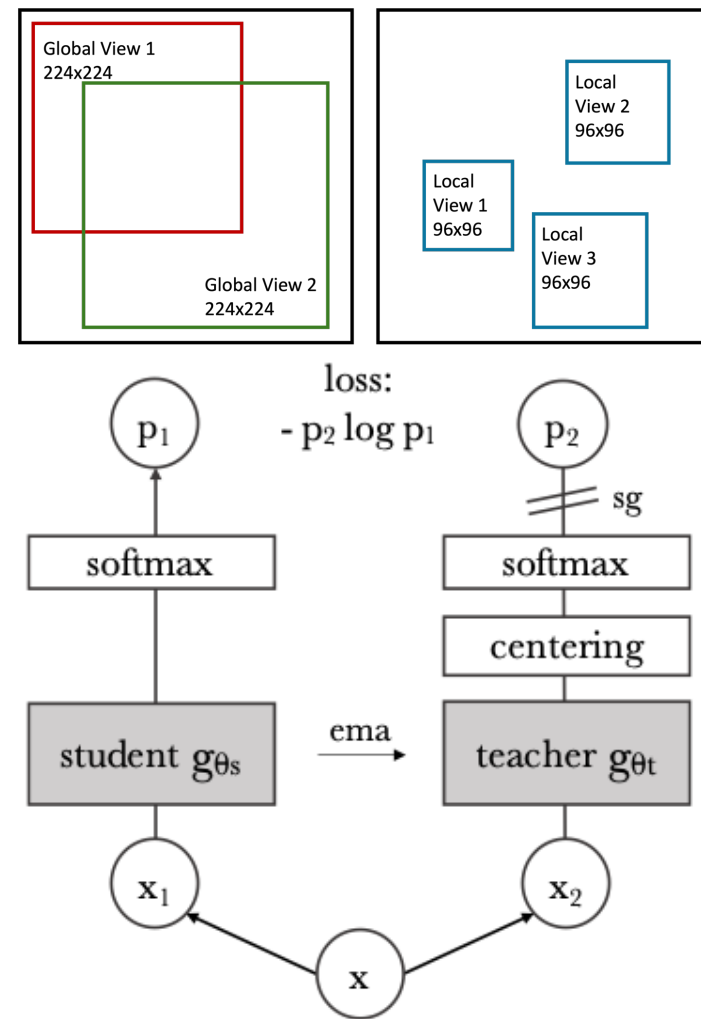 Global View 1
224x224
Global View 2
224x224
Local
View 2
96x96
Local
View 1
96x96
Local
View 3
96x96
loss:
- p₂ log p₁
p₁
p₂
sg
softmax
softmax
centering
student gθs
ema
teacher gθt
x₁
x₂
x